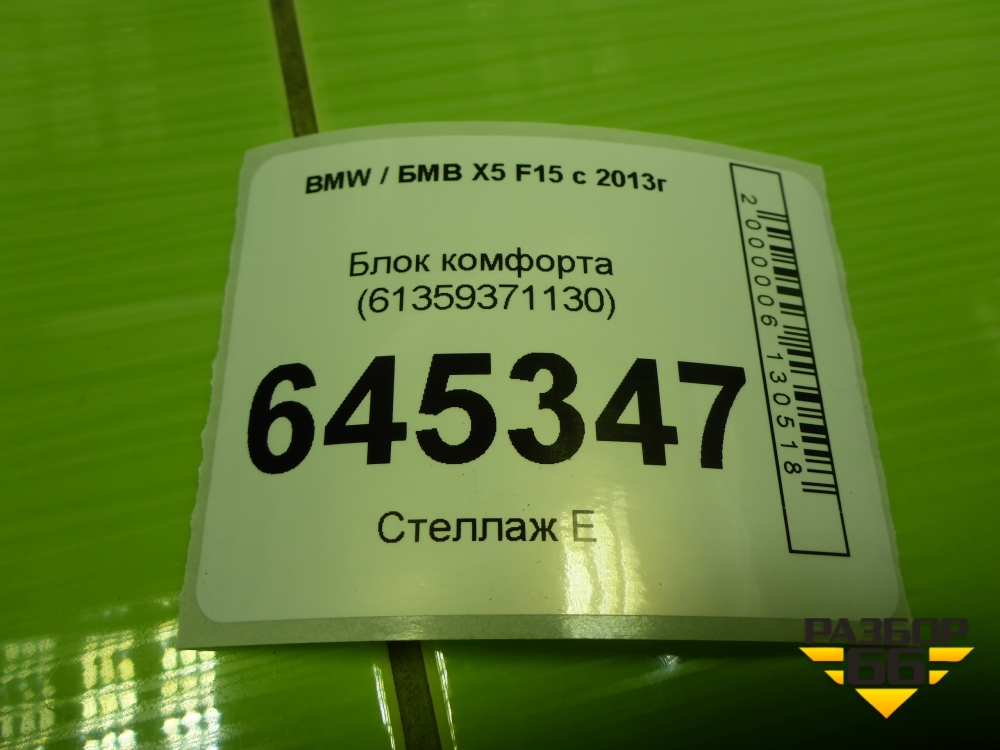 BMW / БМВ X5 F15 с 2013г
Блок комфорта
(61359371130)
645347
Стеллаж Е
2000006130518
РАЗБОР
66